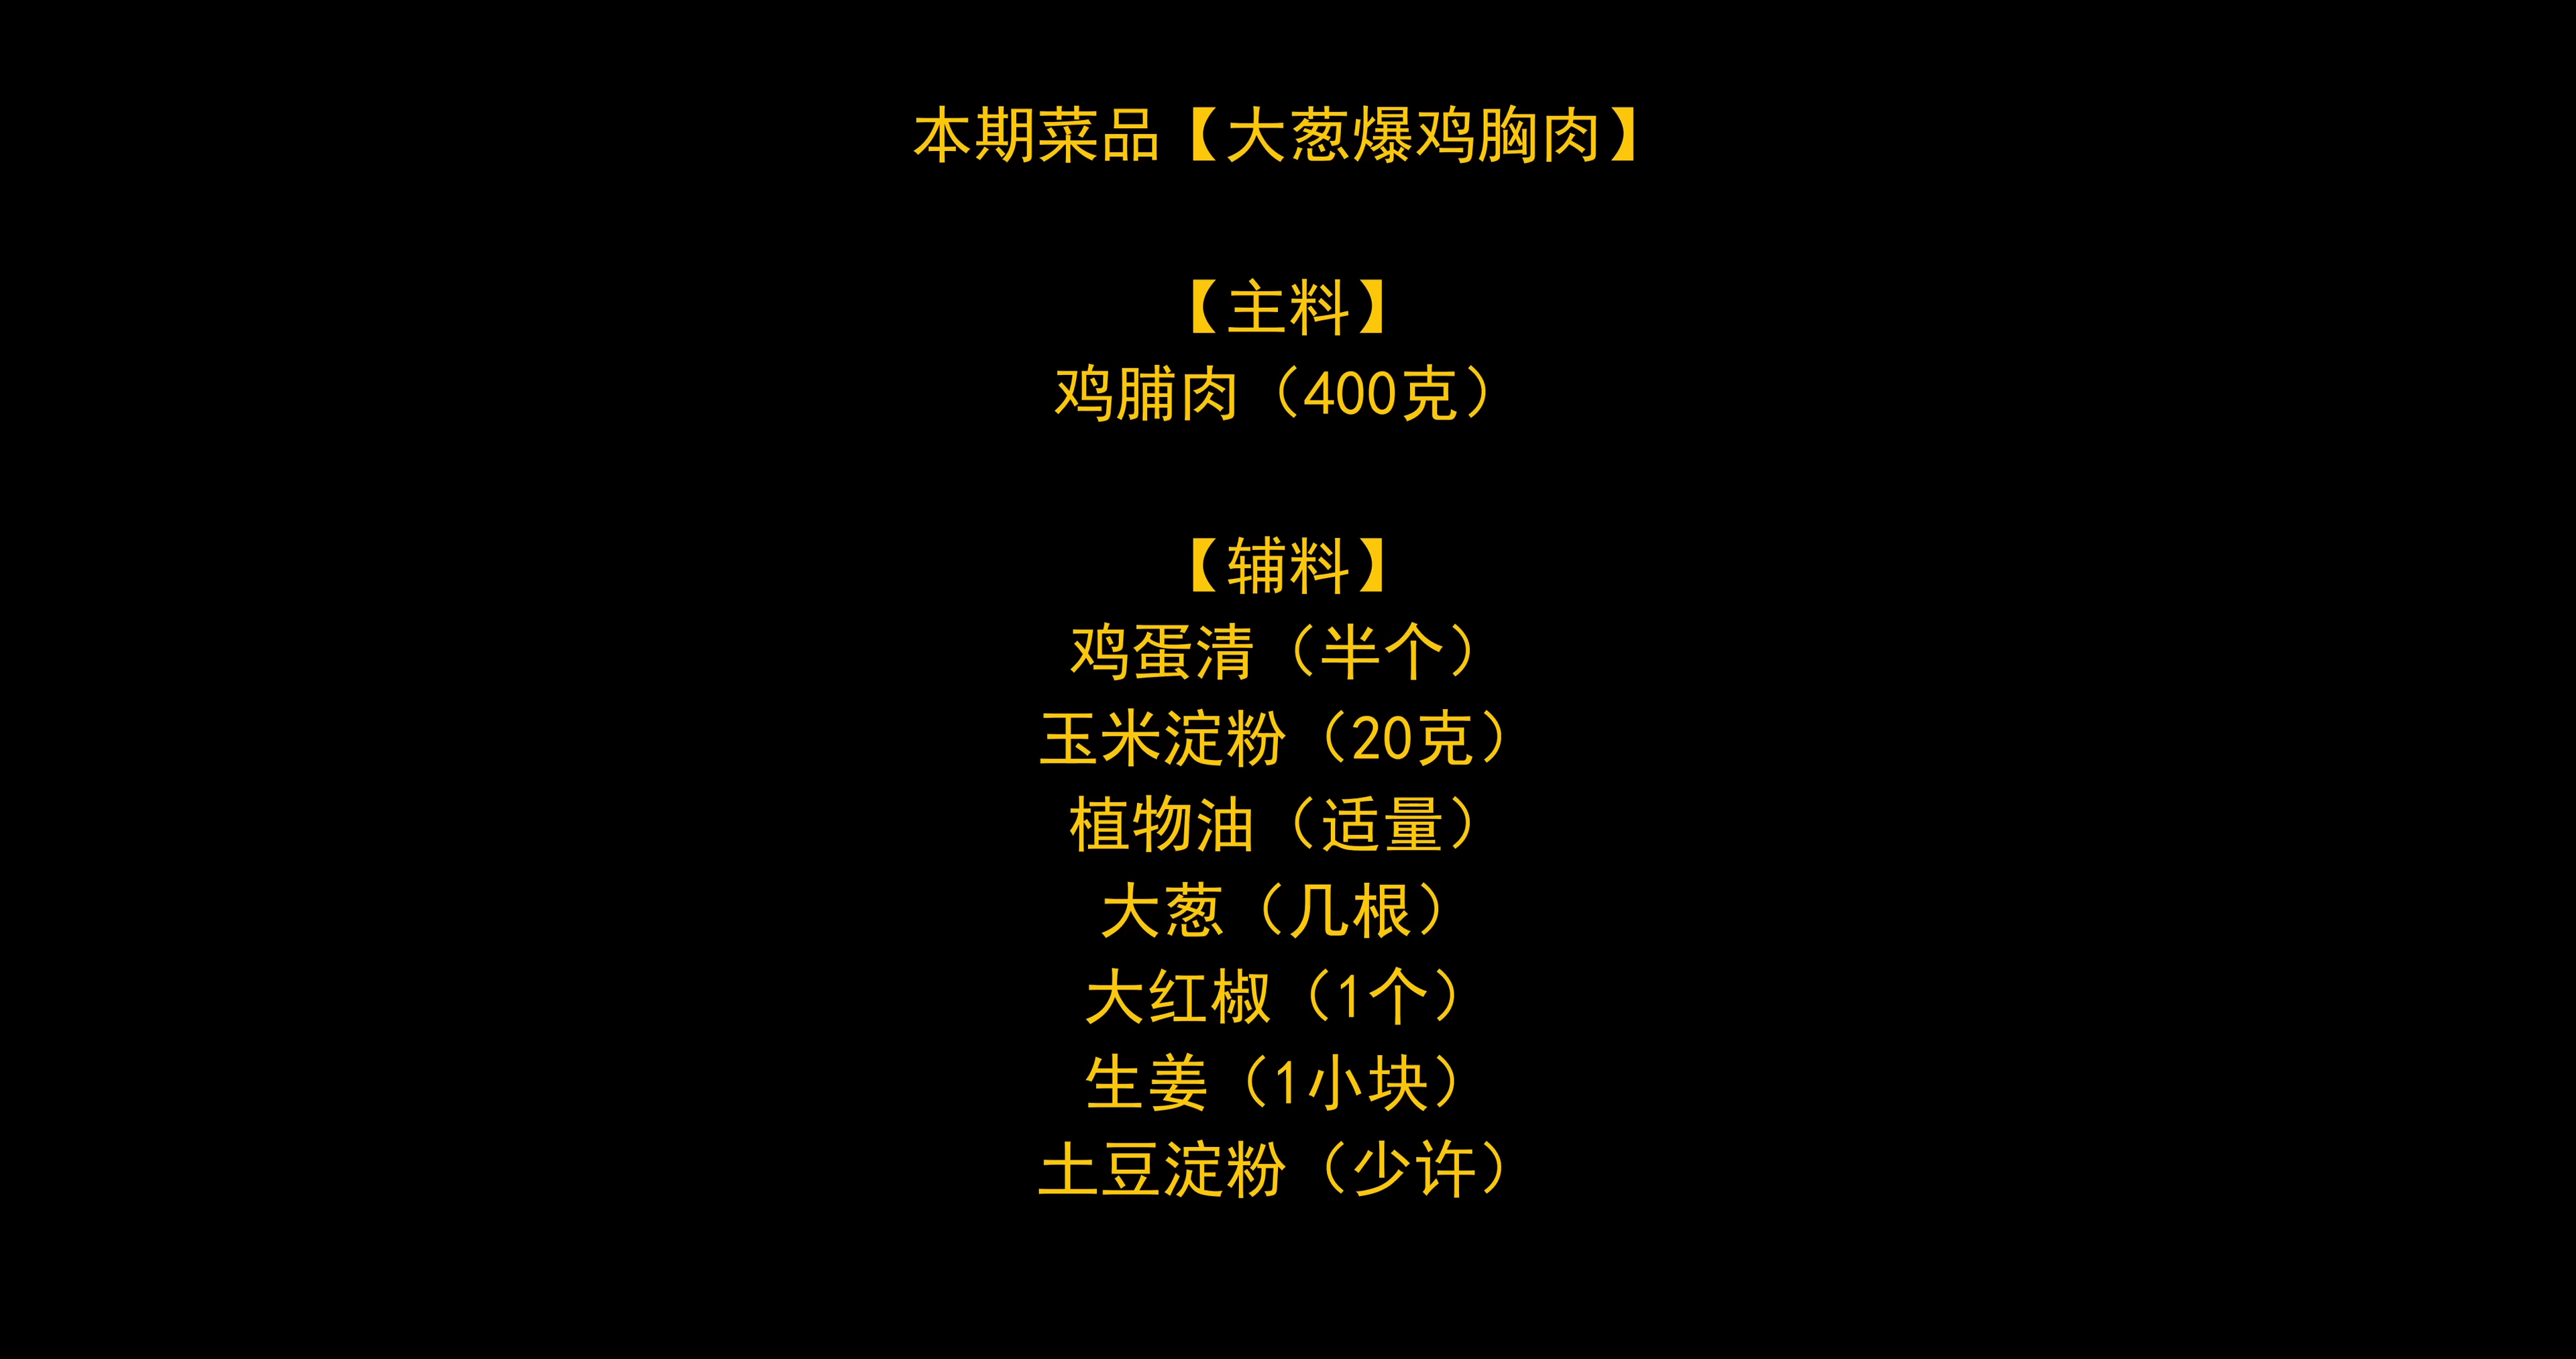 本期菜品【大葱爆鸡胸肉】
【主料】
鸡脯肉（400克）
【辅料】
鸡蛋清（半个）
玉米淀粉（20克）
植物油（适量）
大葱（几根）
大红椒（1个）
生姜（1小块）
土豆淀粉（少许）